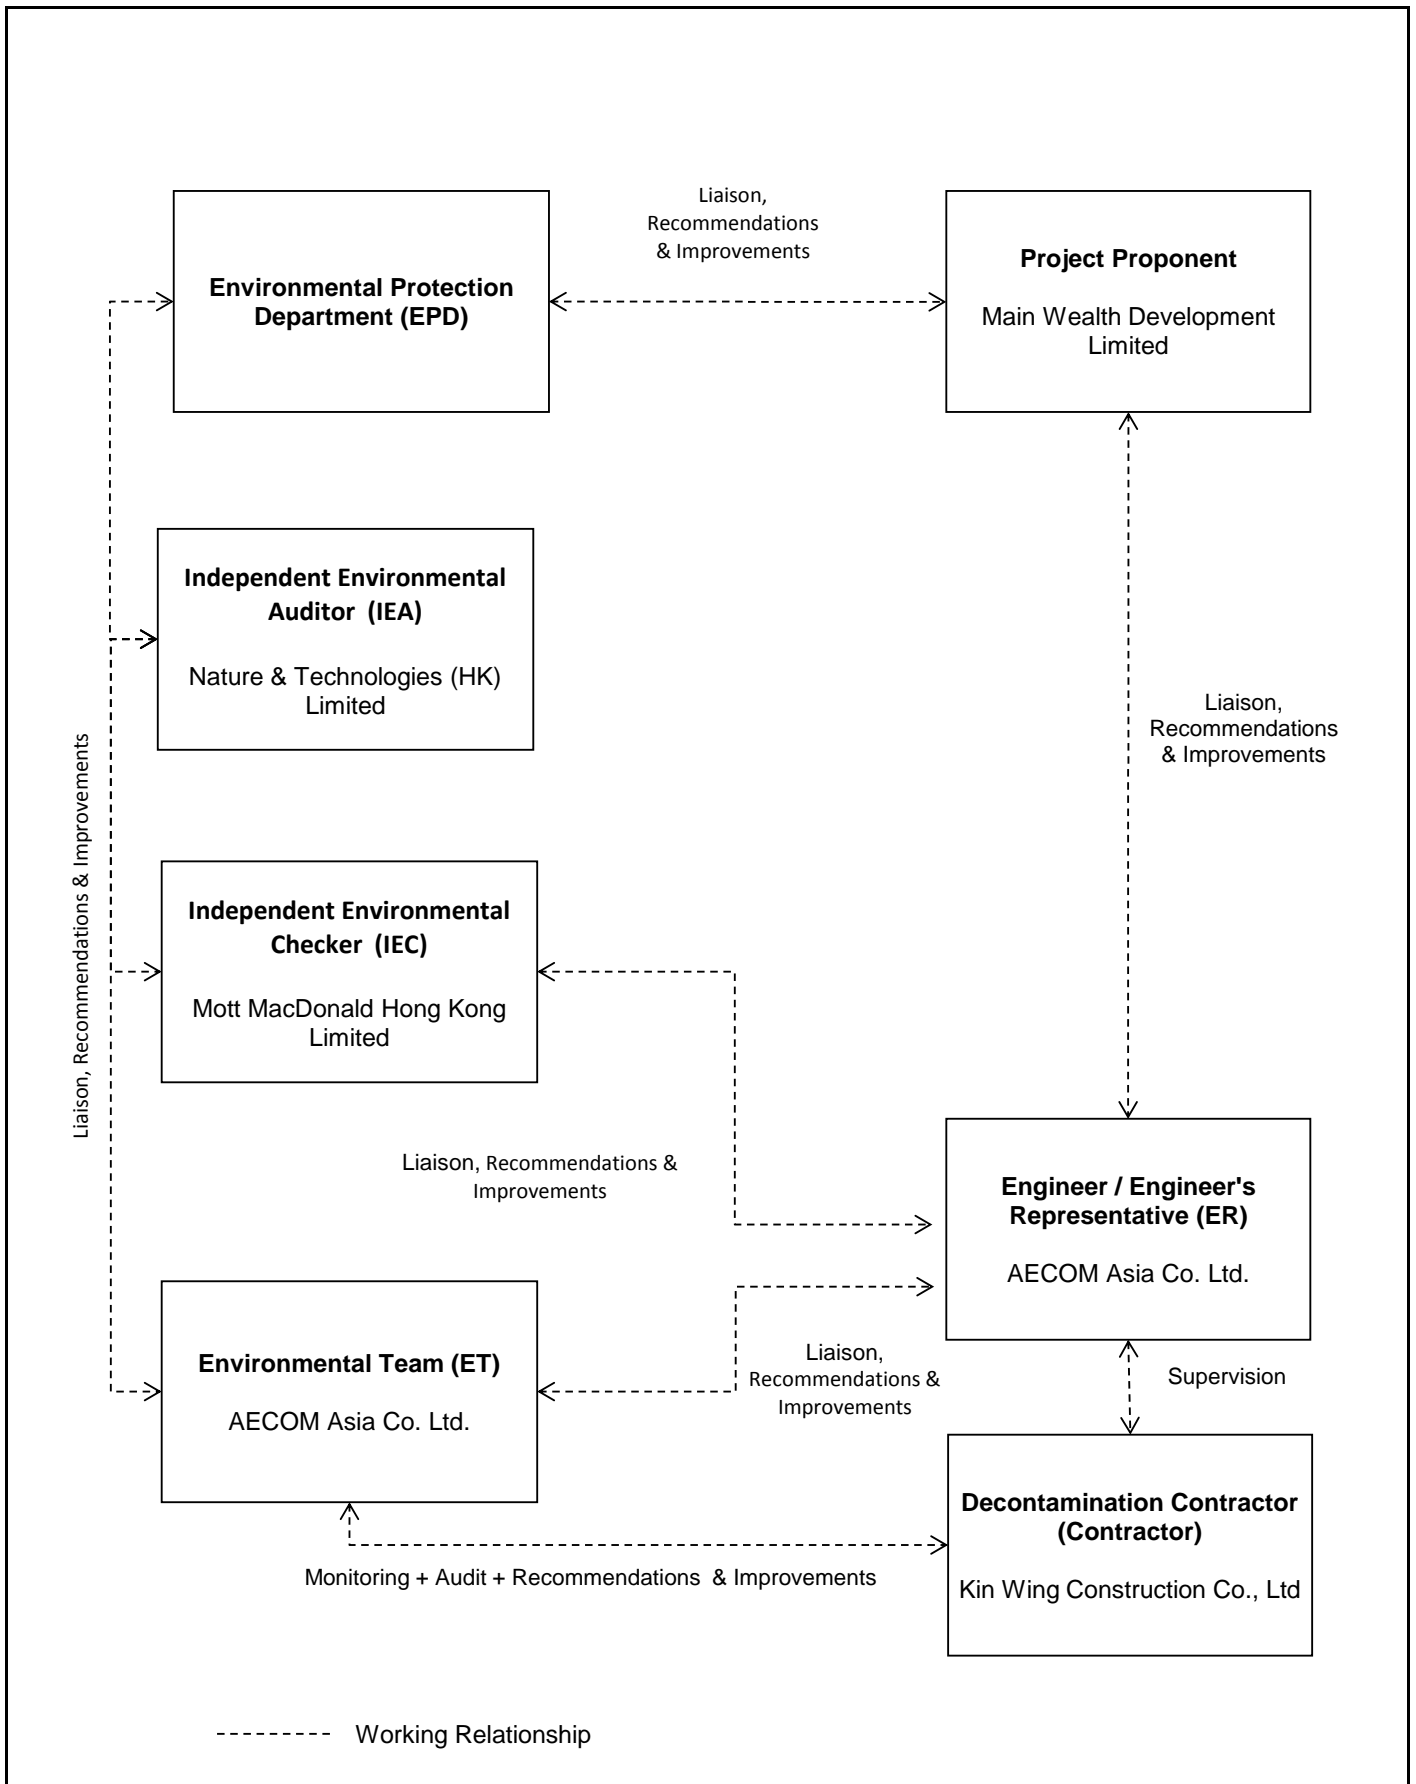 Liaison,
Recommendations
& Improvements
Environmental Protection
Department (EPD)
Project Proponent
Main Wealth Development
Limited
Independent Environmental
Auditor (IEA)
Nature & Technologies (HK)
Limited
Liaison,
Recommendations
& Improvements
Liaison, Recommendations & Improvements
Independent Environmental
Checker (IEC)
Mott MacDonald Hong Kong
Limited
Liaison, Recommendations &
Improvements
Engineer / Engineer's
Representative (ER)
AECOM Asia Co. Ltd.
Environmental Team (ET)
AECOM Asia Co. Ltd.
Liaison,
Recommendations &
Improvements
Supervision
Decontamination Contractor
(Contractor)
Kin Wing Construction Co., Ltd
Monitoring + Audit + Recommendations & Improvements
Working Relationship